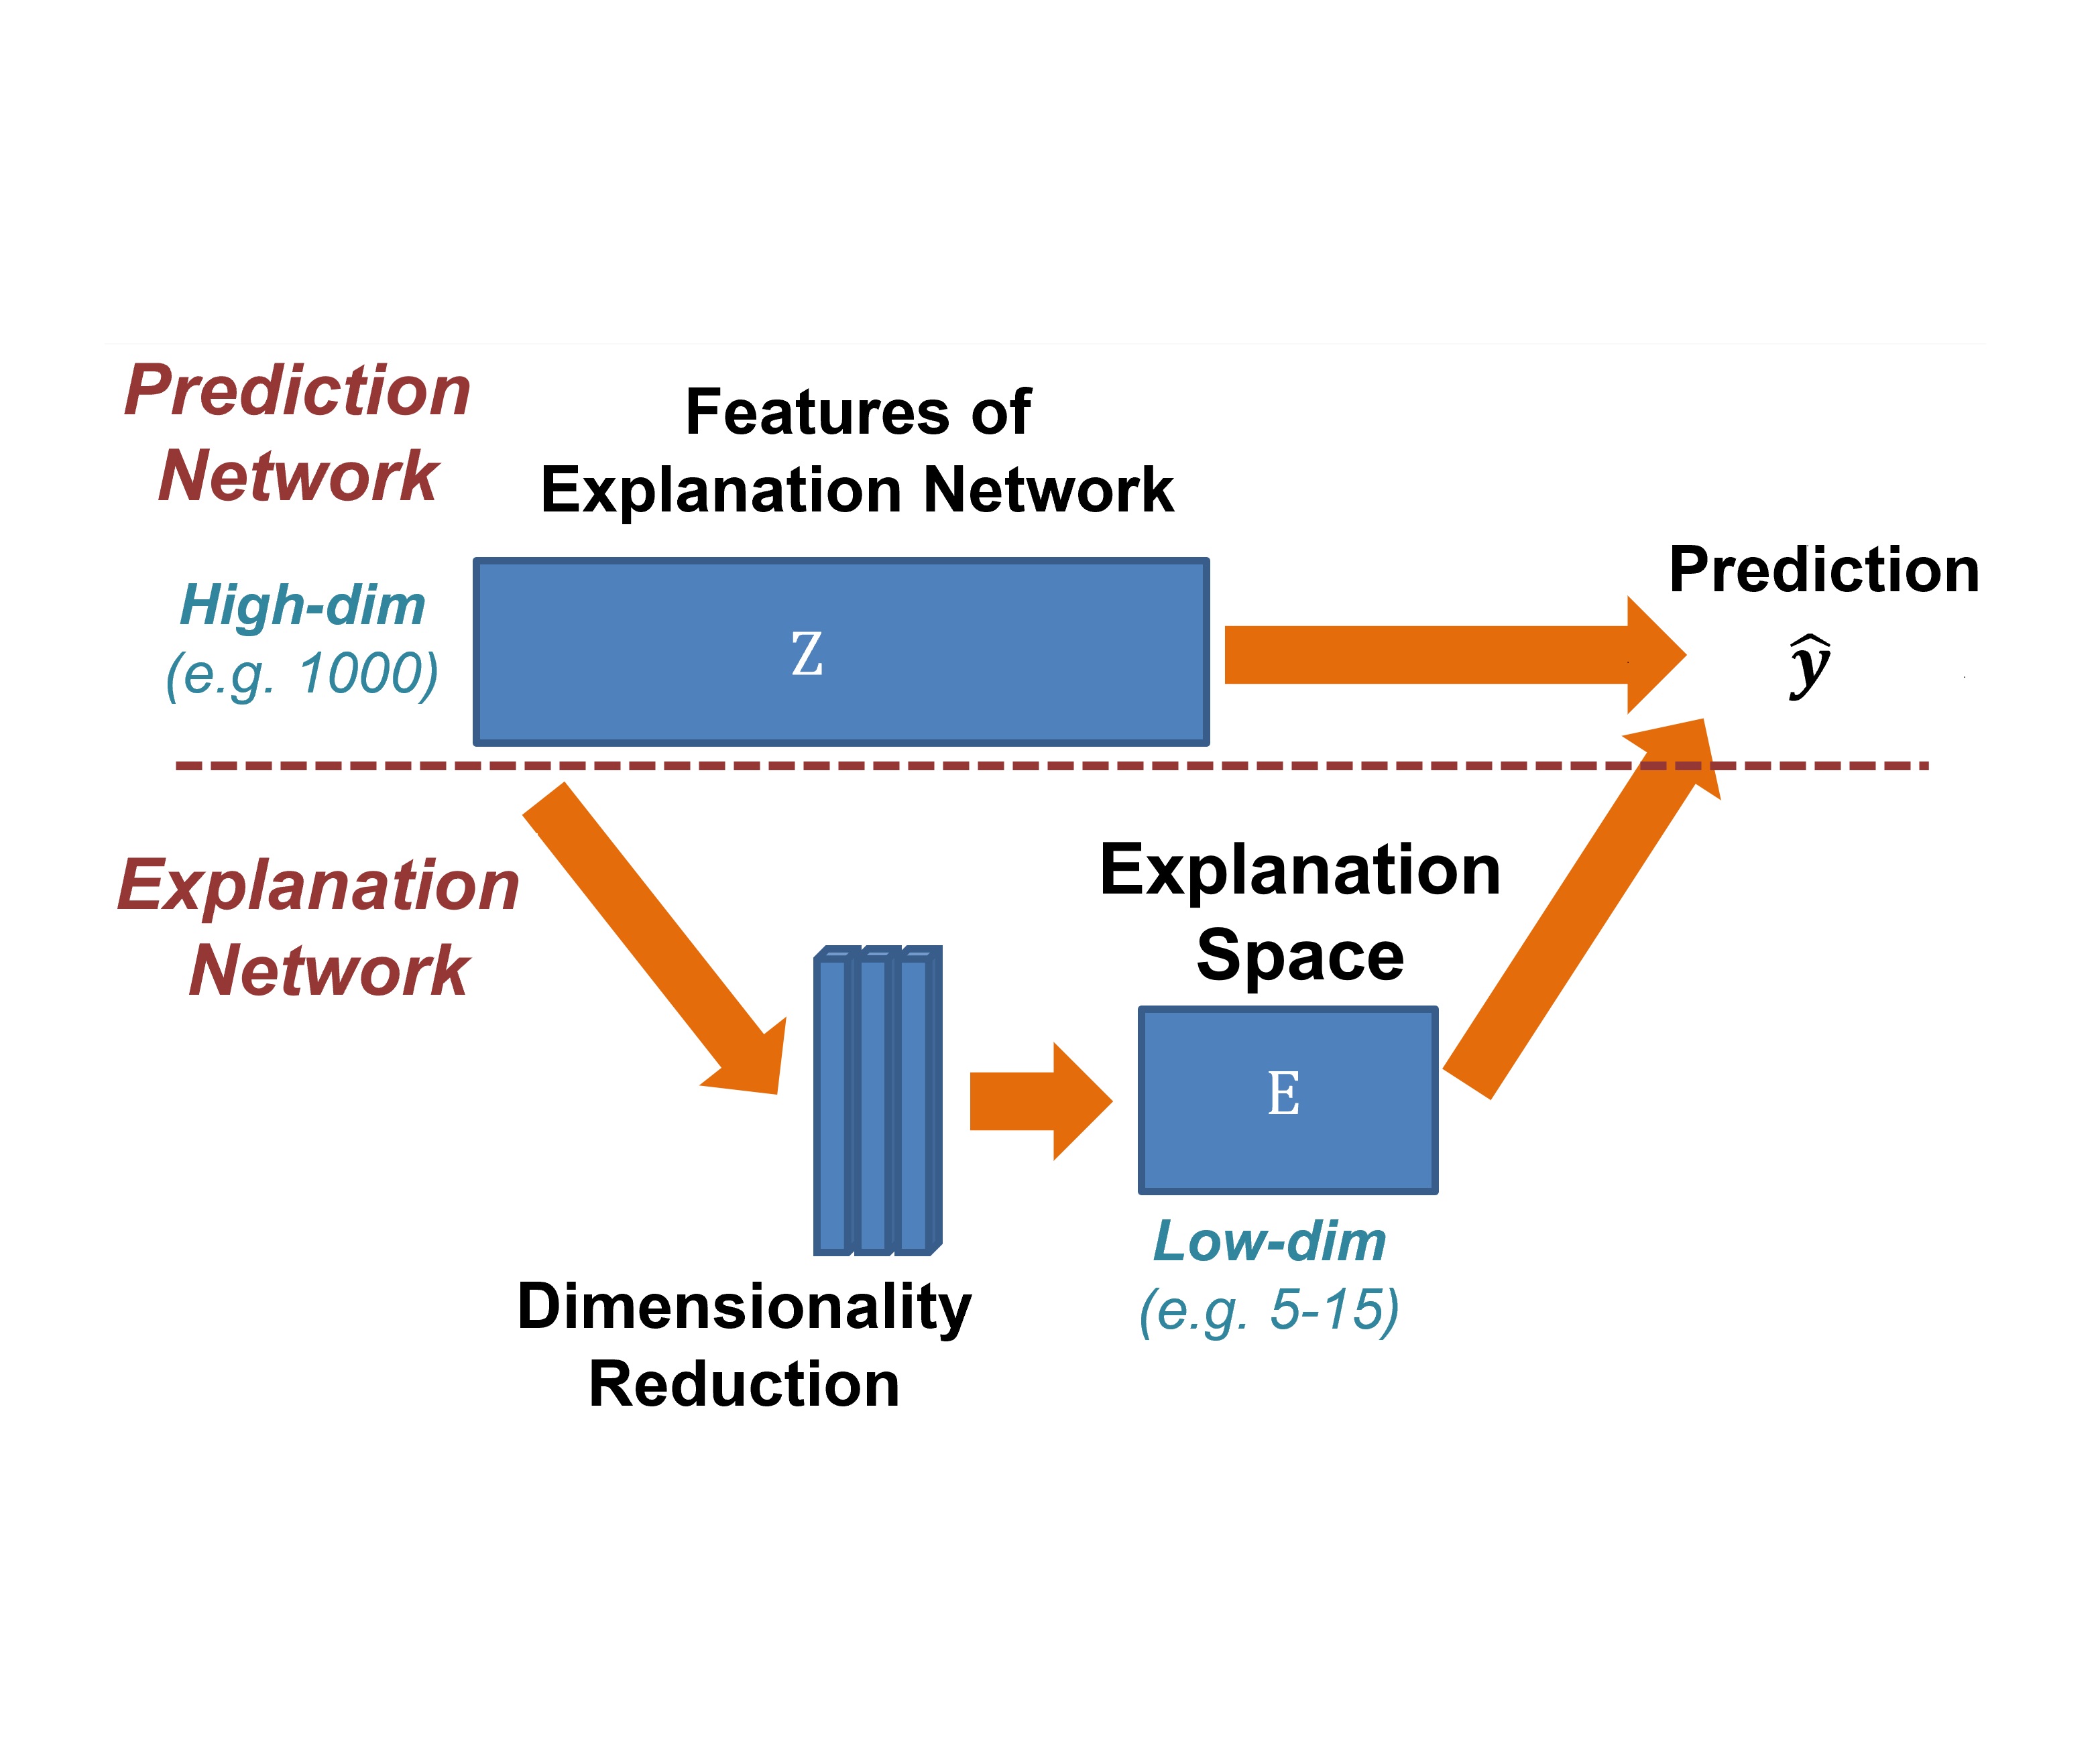 Prediction
Network
Features of
Explanation Network
High-dim
(e.g. 1000)
Z
Prediction
ŷ
Explanation
Network
Explanation
Space
E
Low-dim
(e.g. 5-15)
Dimensionality
Reduction